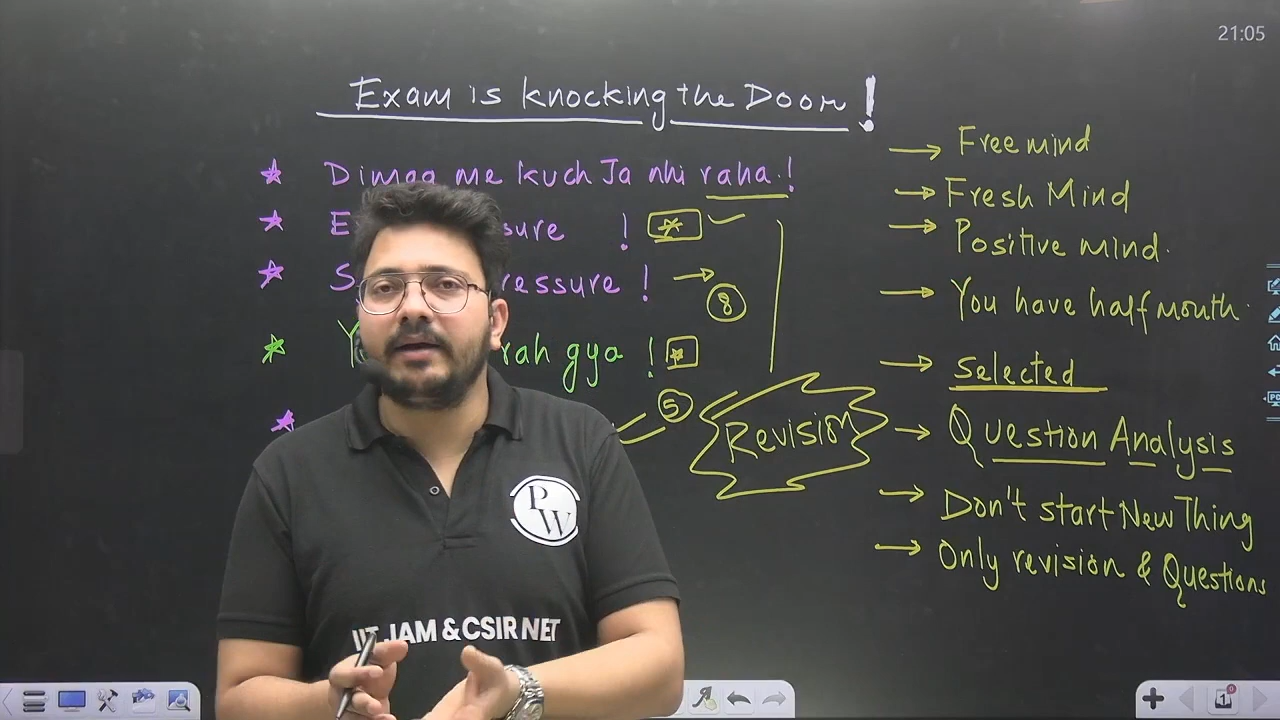 21:05
Exam is knocking the Door!
Dimag me kuch Ja nhi raha.!
sure !
ressure !
8
rah gya !
5
Revision
→ Free mind
→ Fresh Mind
→ Positive mind.
→ You have half month.
→ Selected
→ Question Analysis
→ Don't start New Thing
→ Only revision & Questions
PW
IIT JAM & CSIR NET
1